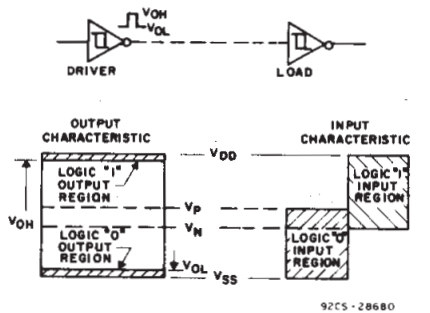 VOH
VOL
DRIVER
LOAD
OUTPUT
CHARACTERISTIC
INPUT
CHARACTERISTIC
VDD
LOGIC "1"
OUTPUT
REGION
LOGIC "1"
INPUT
REGION
VOH
VP
VN
LOGIC "0"
OUTPUT
REGION
LOGIC "0"
INPUT
REGION
VOL
VSS
92CS-28680